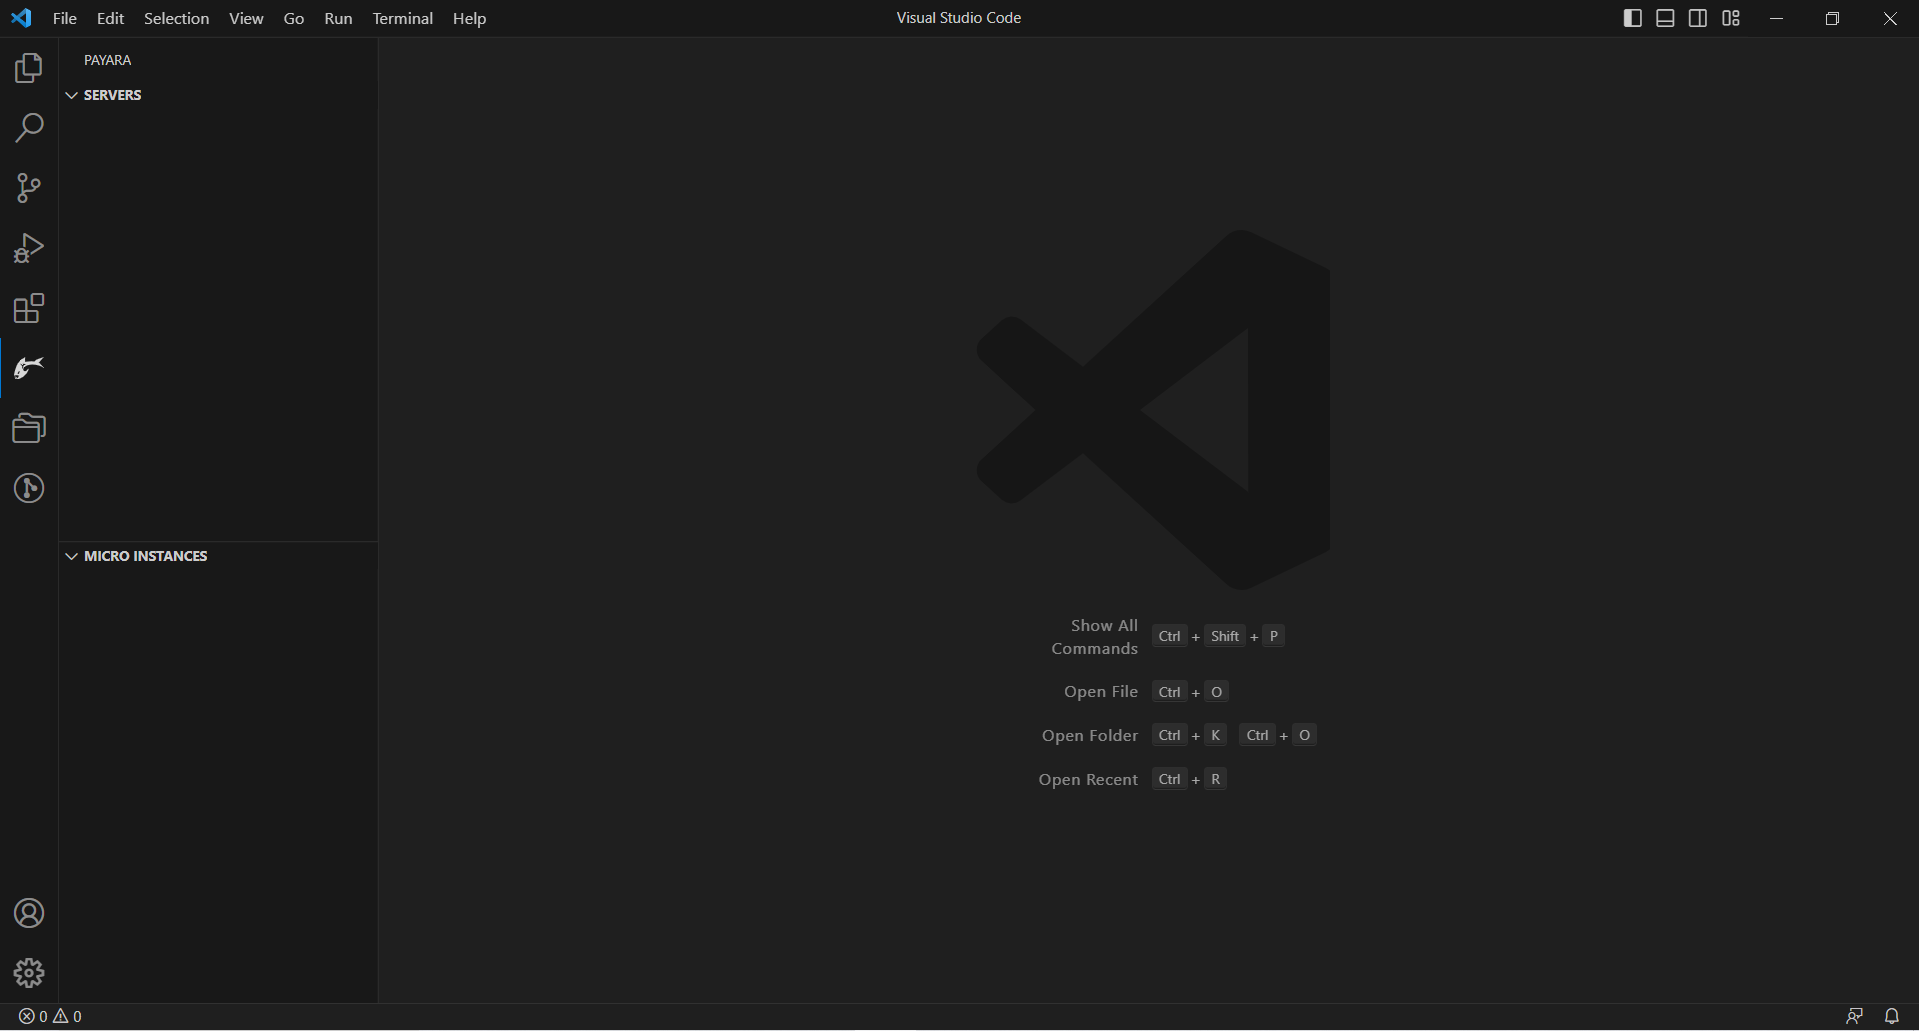 File Edit Selection View Go Run Terminal Help
Visual Studio Code
PAYARA
SERVERS
MICRO INSTANCES
Show All Commands Ctrl + Shift + P
Open File Ctrl + O
Open Folder Ctrl + K Ctrl + O
Open Recent Ctrl + R
0 0